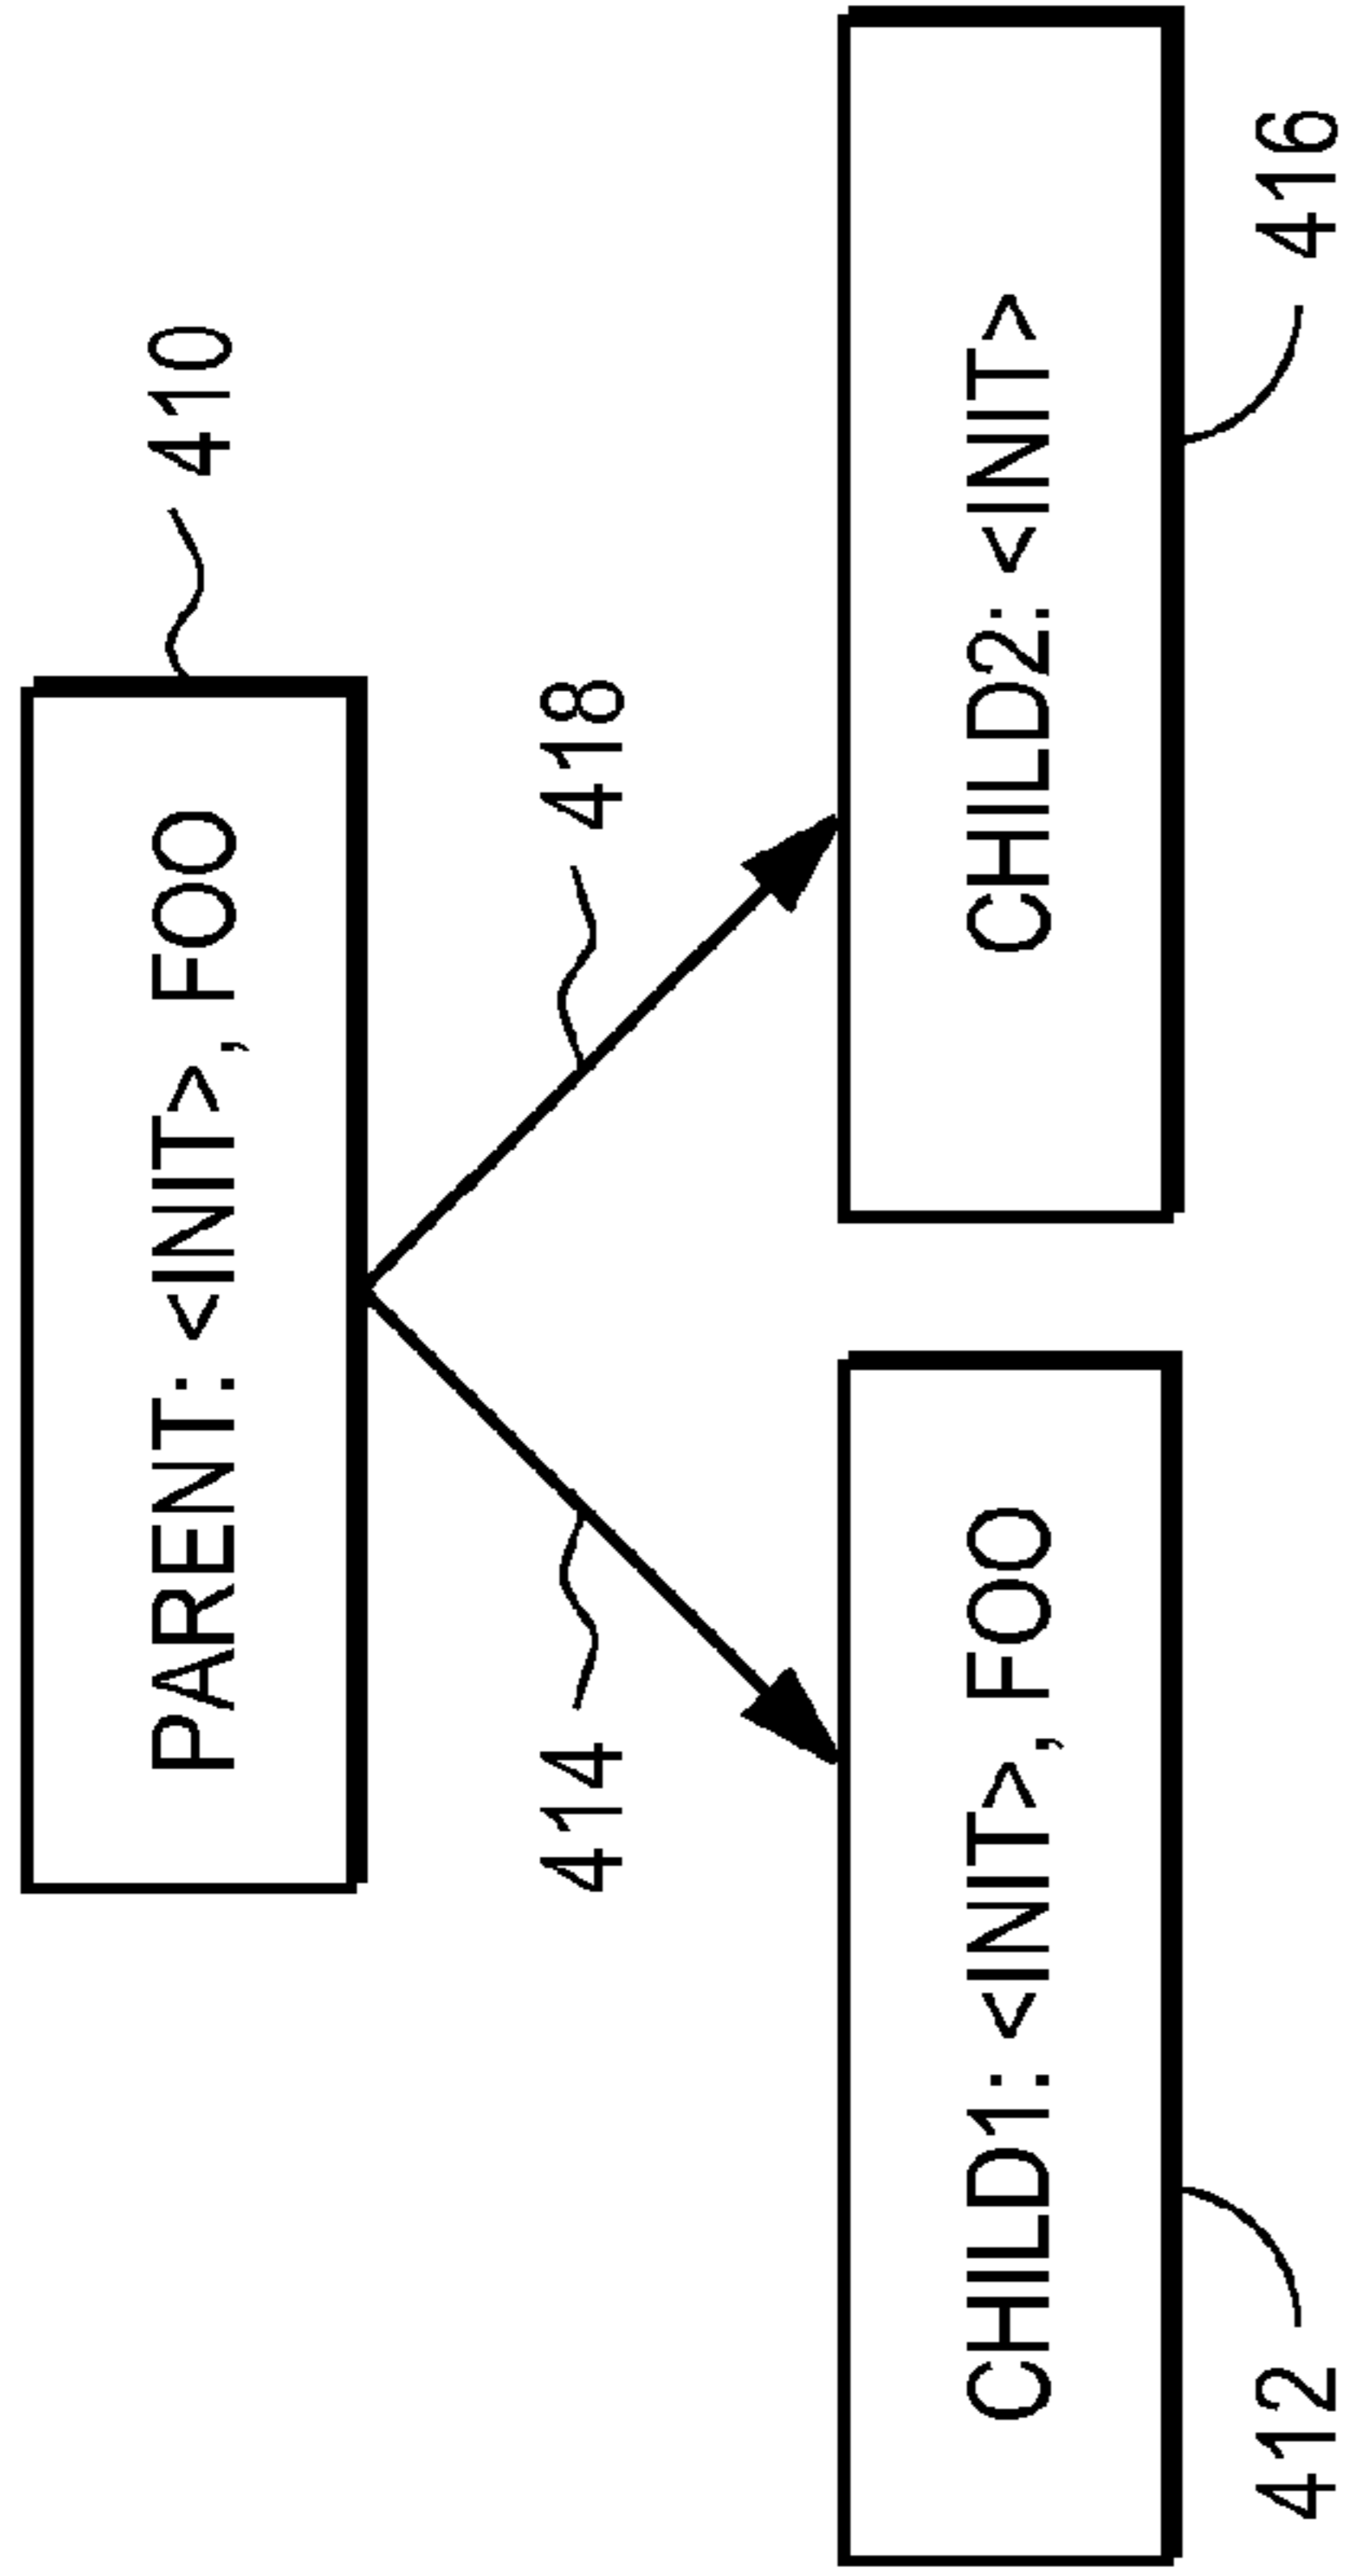 PARENT: <INIT>, FOO
410
414
418
CHILD1: <INIT>, FOO
CHILD2: <INIT>
412
416